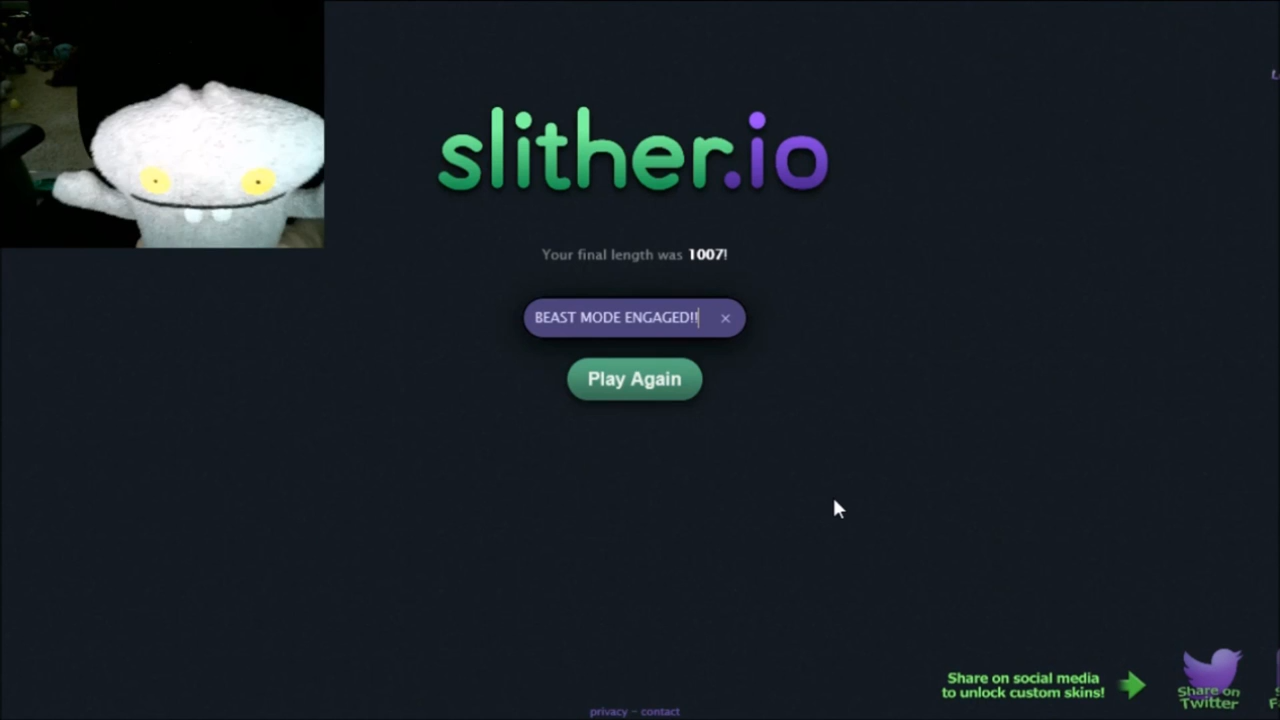 slither.io
Your final length was 1007!
BEAST MODE ENGAGED!!
Play Again
Share on social media
to unlock custom skins!
Share on
Twitter
privacy - contact